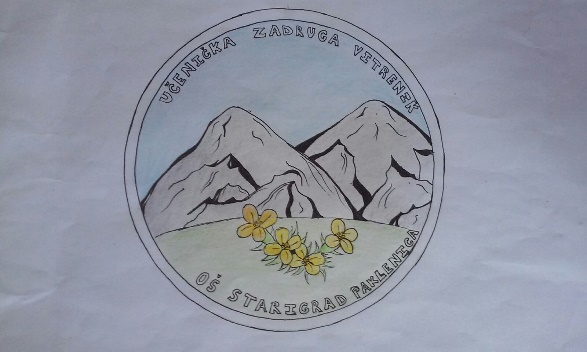 UČENIČKA ZADRUGA VITRENIK
OŠ STARIGRAD PAKLENICA